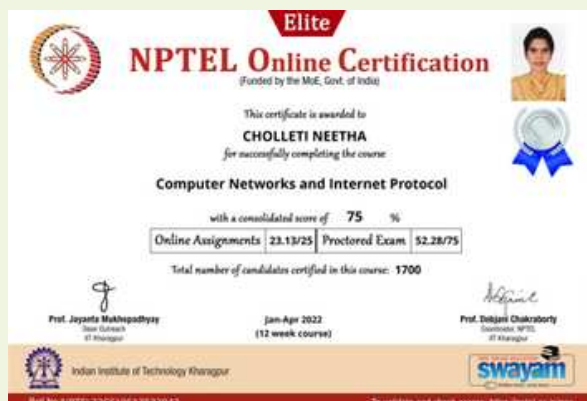 Elite
NPTEL Online Certification
(Funded by the MoE, Govt. of India)
This certificate is awarded to
CHOLLETI NEETHA
for successfully completing the course
Computer Networks and Internet Protocol
with a consolidated score of 75 %
Online Assignments 23.13/25 Proctored Exam 52.28/75
Total number of candidates certified in this course: 1700
Prof. Jayanta Mukhopadhyay
Dean Outreach
IIT Kharagpur
Jan-Apr 2022
(12 week course)
Prof. Debjani Chakraborty
Coordinator, NPTEL
IIT Kharagpur
Indian Institute of Technology Kharagpur
swayam